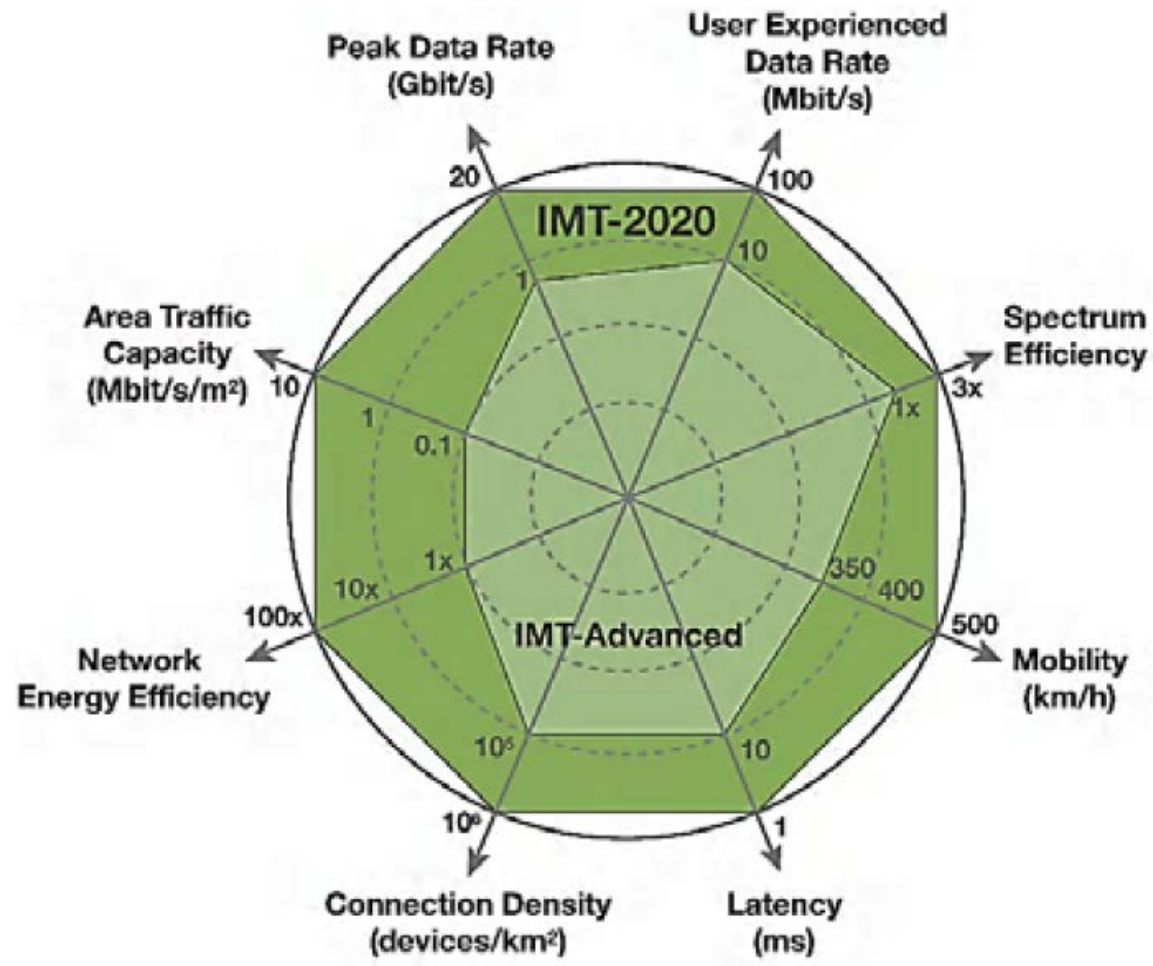 Peak Data Rate
(Gbit/s)
User Experienced
Data Rate
(Mbit/s)
20
100
IMT-2020
1
10
Area Traffic
Capacity
(Mbit/s/m²)
10
1
0.1
Spectrum
Efficiency
3x
1x
1x
10x
100x
Network
Energy Efficiency
350
400
500
Mobility
(km/h)
IMT-Advanced
10⁵
10
10⁶
1
Connection Density
(devices/km²)
Latency
(ms)